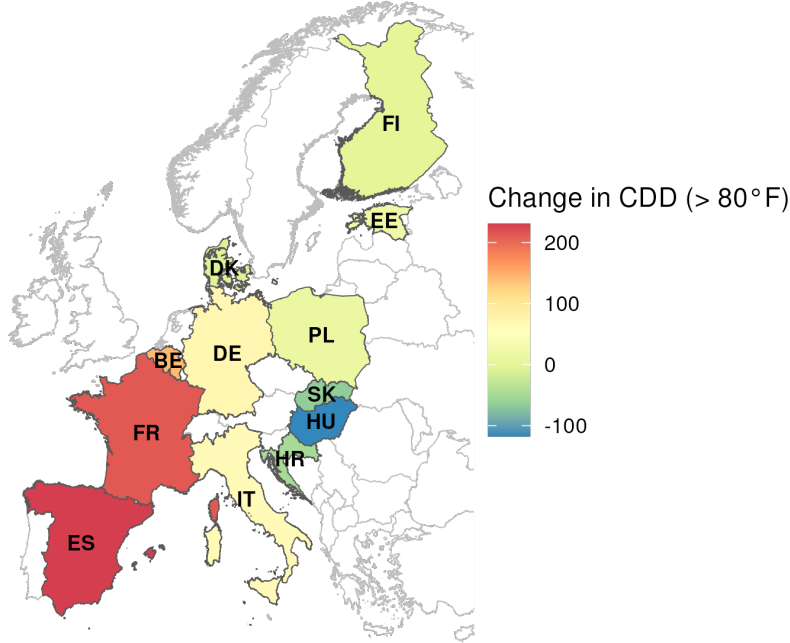 FI
EE
DK
PL
DE
BE
SK
HU
FR
HR
IT
ES
Change in CDD (> 80°F)
200
100
0
-100